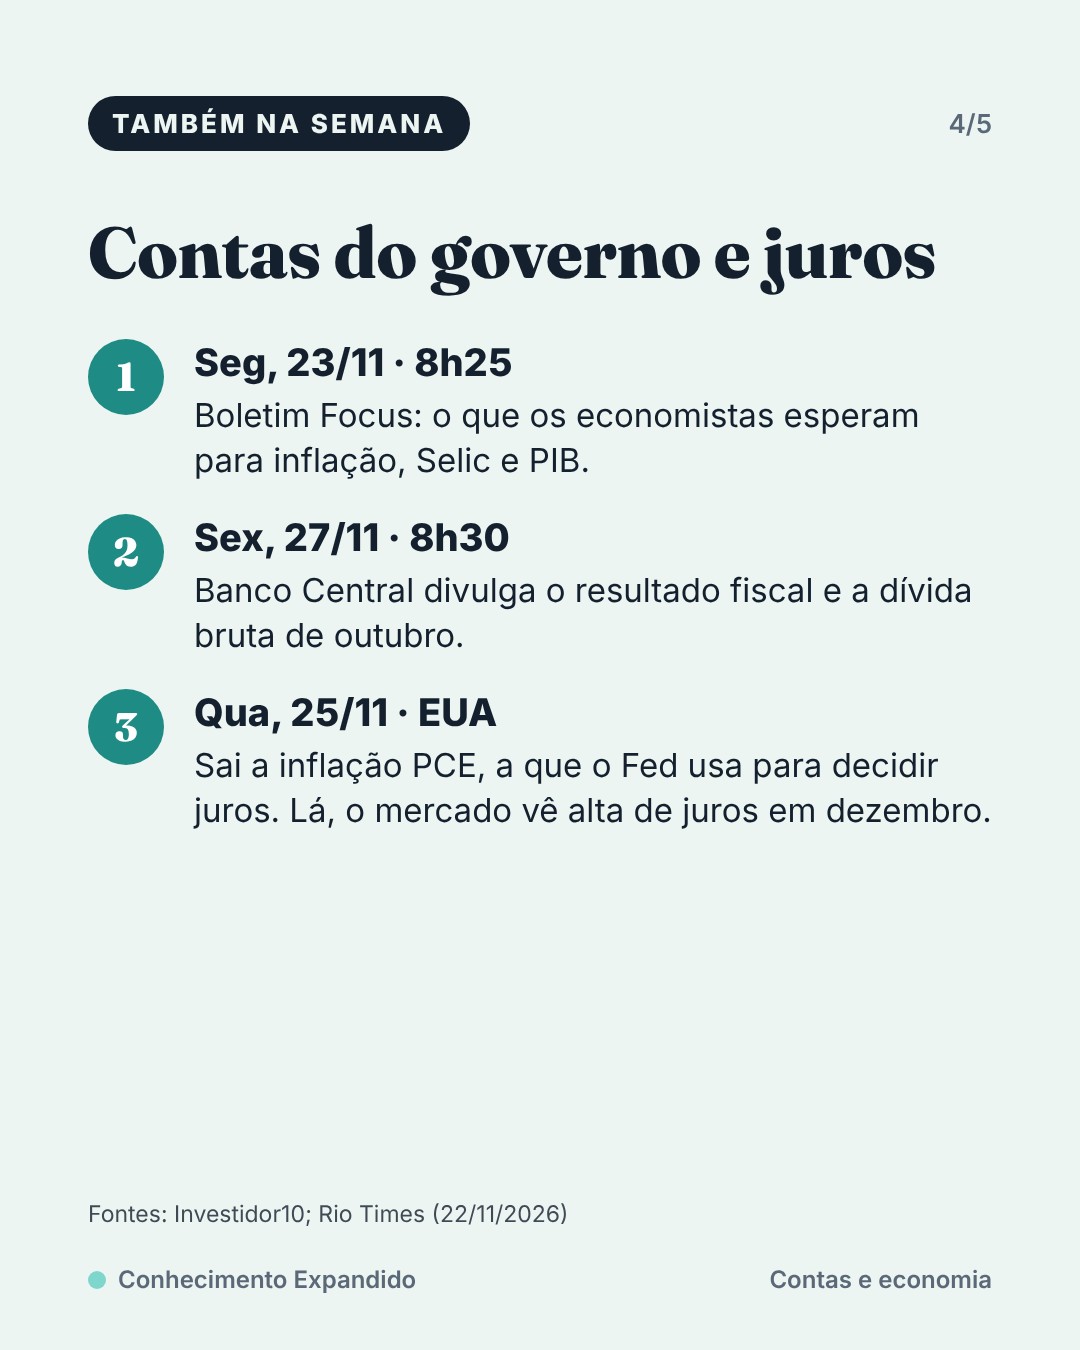 TAMBÉM NA SEMANA
4/5
Contas do governo e juros
1
Seg, 23/11 · 8h25
Boletim Focus: o que os economistas esperam
para inflação, Selic e PIB.
2
Sex, 27/11 · 8h30
Banco Central divulga o resultado fiscal e a dívida
bruta de outubro.
3
Qua, 25/11 · EUA
Sai a inflação PCE, a que o Fed usa para decidir
juros. Lá, o mercado vê alta de juros em dezembro.
Fontes: Investidor10; Rio Times (22/11/2026)
Conhecimento Expandido
Contas e economia